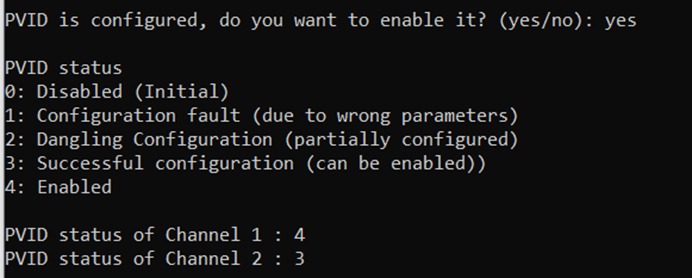 PVID is configured, do you want to enable it? (yes/no): yes
PVID status
0: Disabled (Initial)
1: Configuration fault (due to wrong parameters)
2: Dangling Configuration (partially configured)
3: Successful configuration (can be enabled))
4: Enabled
PVID status of Channel 1 : 4
PVID status of Channel 2 : 3